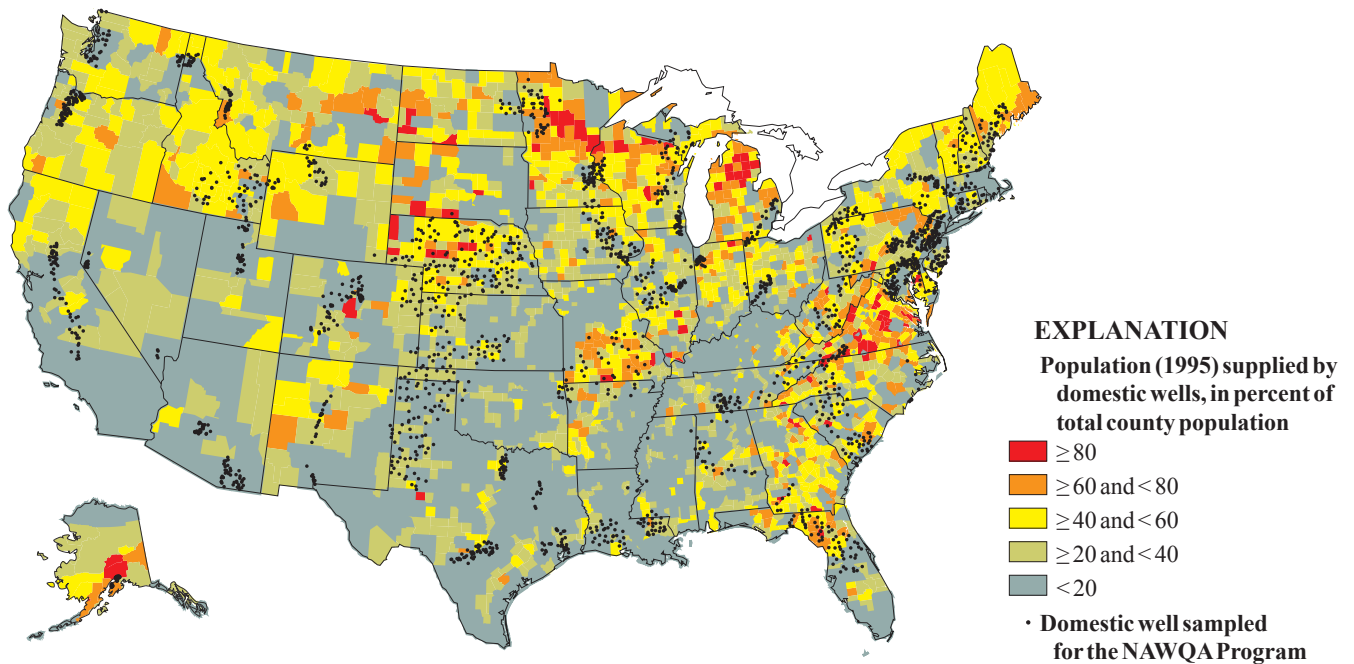 EXPLANATION
Population (1995) supplied by
domestic wells, in percent of
total county population
≥80
≥60 and <80
≥40 and <60
≥20 and <40
<20
· Domestic well sampled
for the NAWQA Program